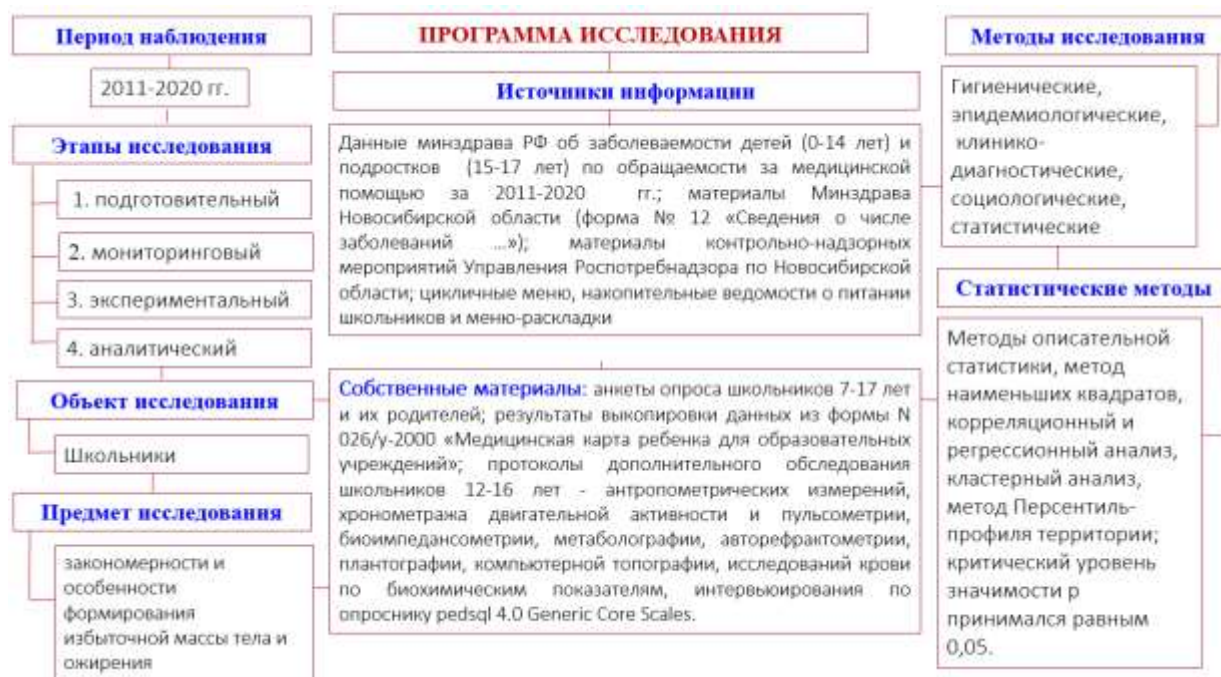 Период наблюдения
2011-2020 гг.
Этапы исследования
1. подготовительный
2. мониторинговый
3. экспериментальный
4. аналитический
Объект исследования
Школьники
Предмет исследования
закономерности и
особенности
формирования
избыточной массы тела и
ожирения
ПРОГРАММА ИССЛЕДОВАНИЯ
Источники информации
Данные минздрава РФ об заболеваемости детей (0-14 лет) и
подростков (15-17 лет) по обращаемости за медицинской
помощью за 2011-2020 гг.; материалы Минздрава
Новосибирской области (форма № 12 «Сведения о числе
заболеваний ...»); материалы контрольно-надзорных
мероприятий Управления Роспотребнадзора по Новосибирской
области; цикличные меню, накопительные ведомости о питании
школьников и меню-раскладки
Собственные материалы: анкеты опроса школьников 7-17 лет
и их родителей; результаты выкопировки данных из формы N
026/у-2000 «Медицинская карта ребенка для образовательных
учреждений»; протоколы дополнительного обследования
школьников 12-16 лет - антропометрических измерений,
хронометража двигательной активности и пульсометрии,
биоимпедансометрии, метаболографии, авторефрактометрии,
плантографии, компьютерной топографии, исследований крови
по биохимическим показателям, интервьюирования по
опроснику pedsql 4.0 Generic Core Scales.
Методы исследования
Гигиенические,
эпидемиологические,
клинико-
диагностические,
социологические,
статистические
Статистические методы
Методы описательной
статистики, метод
наименьших квадратов,
корреляционный и
регрессионный анализ,
кластерный анализ,
метод Персентиль-
профиля территории;
критический уровень
значимости p
принимался равным
0,05.